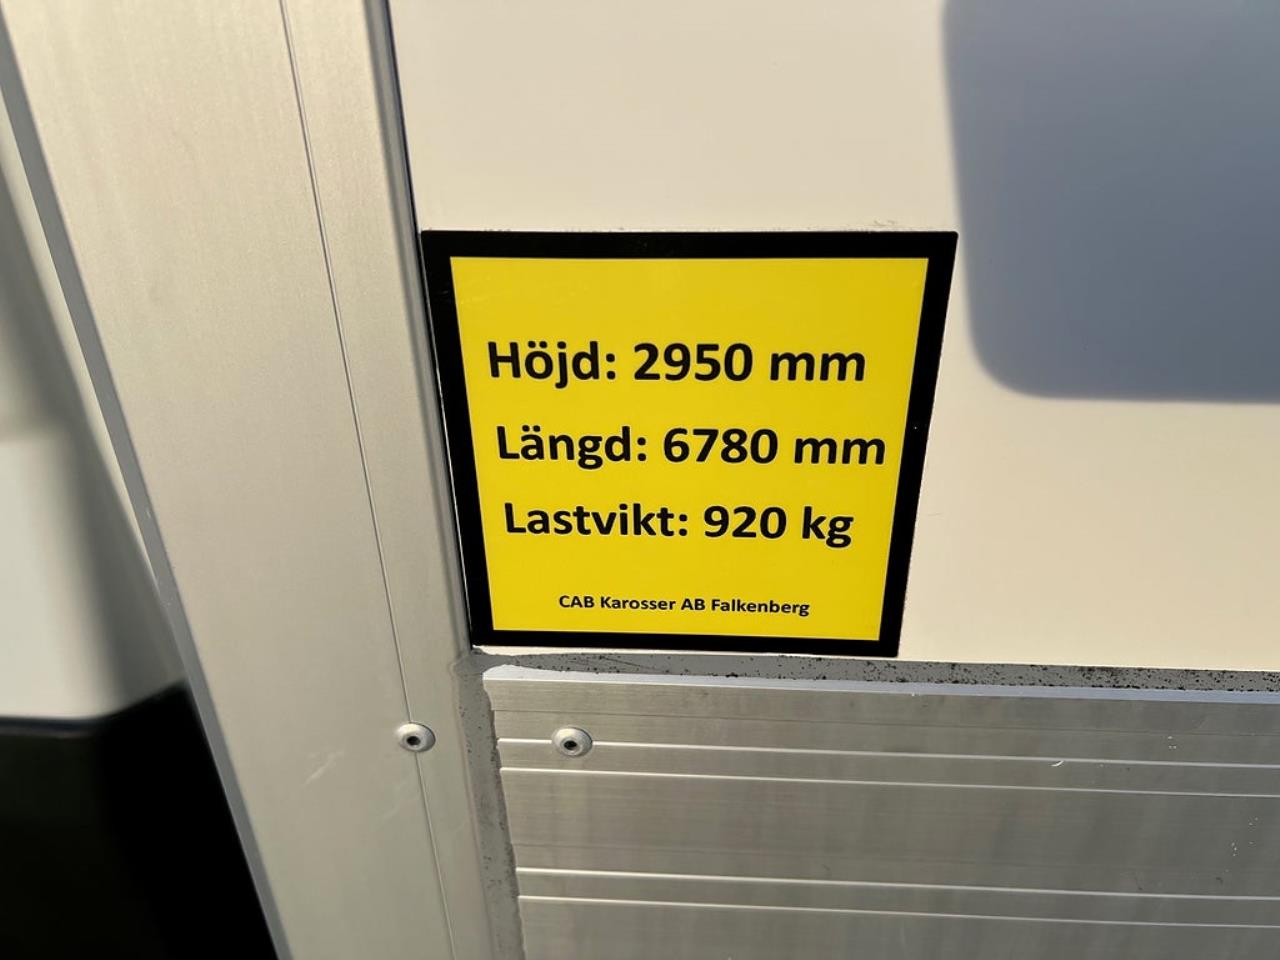 Höjd: 2950 mm
Längd: 6780 mm
Lastvikt: 920 kg
CAB Karosser AB Falkenberg